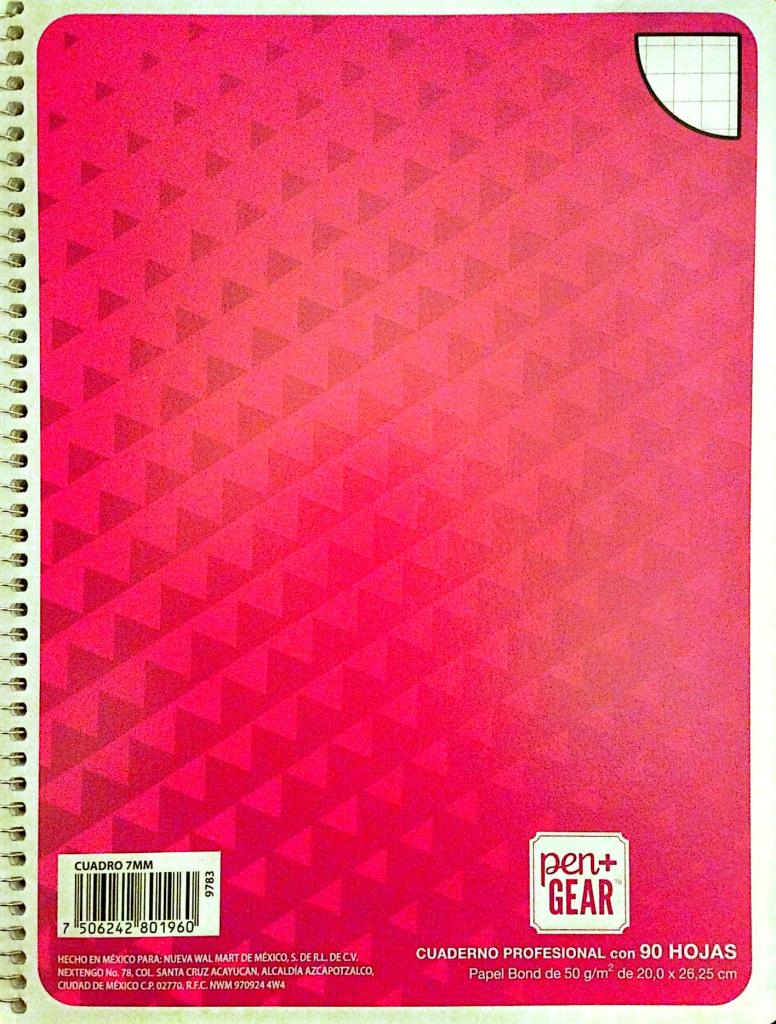 CUADRO 7MM
9783
7 506242 801960
pen+
GEAR™
HECHO EN MÉXICO PARA: NUEVA WAL MART DE MÉXICO, S. DE R.L. DE C.V.
NEXTENGO No. 78, COL. SANTA CRUZ ACAYUCAN, ALCALDÍA AZCAPOTZALCO,
CIUDAD DE MÉXICO C.P. 02770, R.F.C. NWM 970924 4W4
CUADERNO PROFESIONAL con 90 HOJAS
Papel Bond de 50 g/m² de 20,0 x 26,25 cm